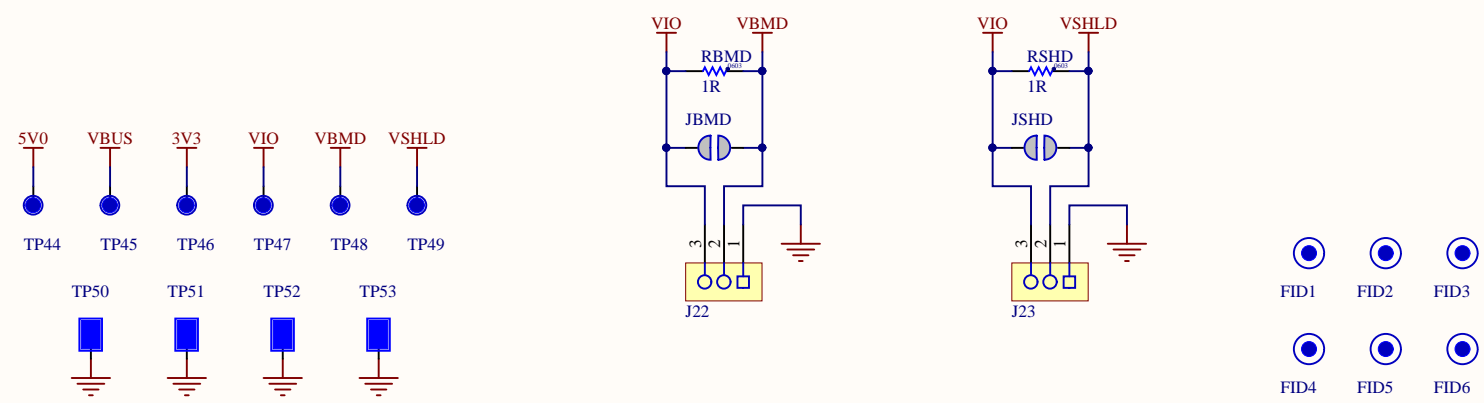 VIO VBMD VIO VSHLD
RBMD 0603 RSHD 0603
1R 1R
JBMD JSHD
5V0 VBUS 3V3 VIO VBMD VSHLD
TP44 TP45 TP46 TP47 TP48 TP49
3 2 1 3 2 1
TP50 TP51 TP52 TP53
FID1 FID2 FID3
J22 J23
FID4 FID5 FID6